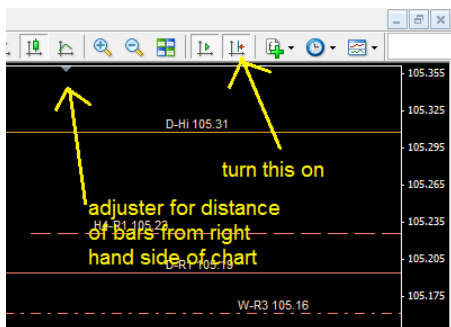 105.355
D-Hi 105.31
105.325
105.295
turn this on
105.265
adjuster for distance
H4-R1 105.23
105.235
of bars from right
hand side of chart
D-R1 105.19
105.205
W-R3 105.16
105.175